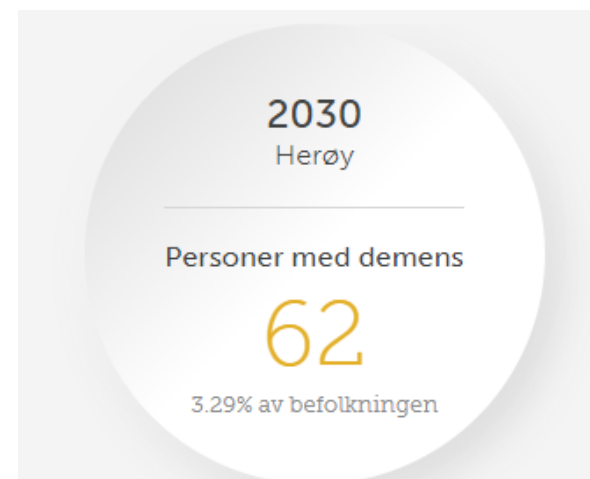 2030
Herøy
Personer med demens
62
3.29% av befolkningen